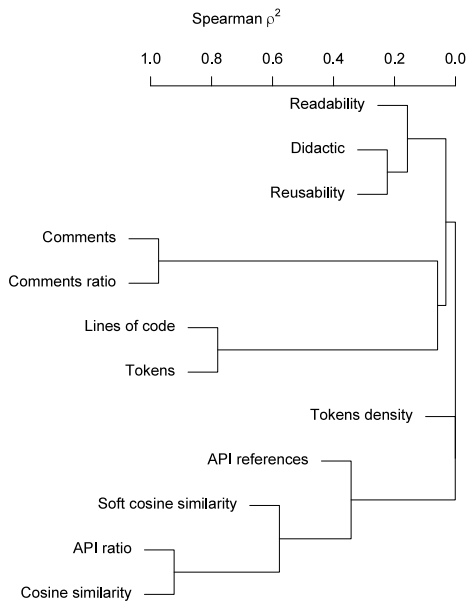 Spearman ρ²
1.0 0.8 0.6 0.4 0.2 0.0
Readability
Didactic
Reusability
Comments
Comments ratio
Lines of code
Tokens
Tokens density
API references
Soft cosine similarity
API ratio
Cosine similarity